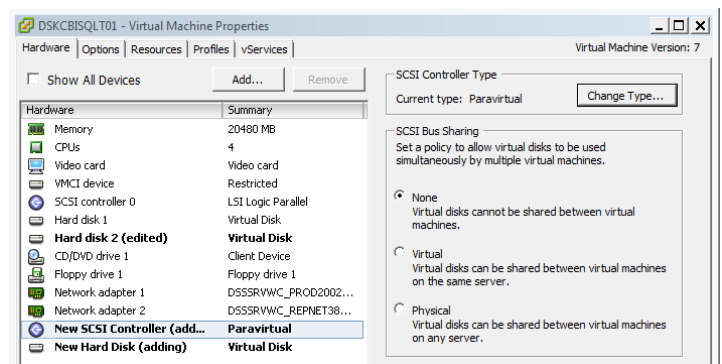 DSKCBISQLT01 - Virtual Machine Properties
Hardware Options Resources Profiles vServices Virtual Machine Version: 7
Show All Devices Add... Remove
Hardware Summary
Memory 20480 MB
CPUs 4
Video card Video card
VMCI device Restricted
SCSI controller 0 LSI Logic Parallel
Hard disk 1 Virtual Disk
Hard disk 2 (edited) Virtual Disk
CD/DVD drive 1 Client Device
Floppy drive 1 Floppy drive 1
Network adapter 1 DSSSRVWC_PROD2002...
Network adapter 2 DSSSRVWC_REPNET38...
New SCSI Controller (add... Paravirtual
New Hard Disk (adding) Virtual Disk
SCSI Controller Type
Current type: Paravirtual Change Type...
SCSI Bus Sharing
Set a policy to allow virtual disks to be used
simultaneously by multiple virtual machines.
None
Virtual disks cannot be shared between virtual
machines.
Virtual
Virtual disks can be shared between virtual machines
on the same server.
Physical
Virtual disks can be shared between virtual machines
on any server.